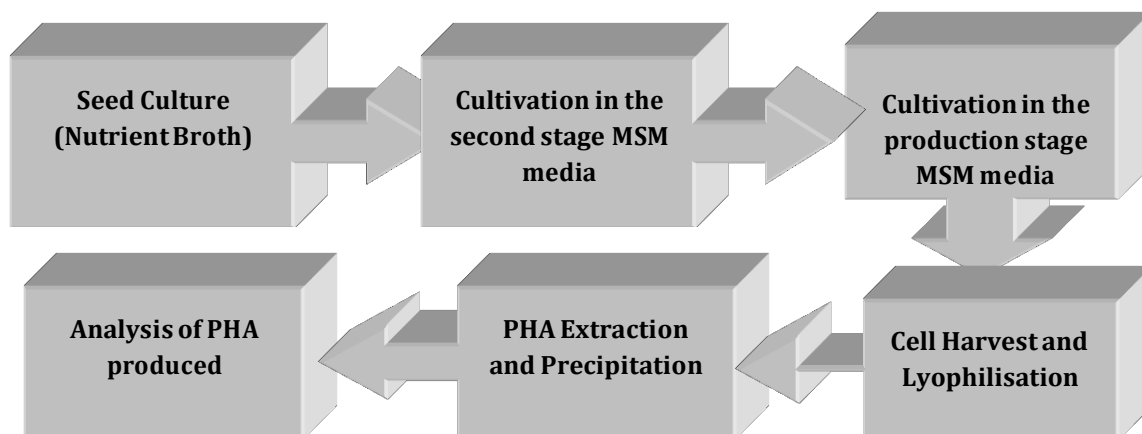 Seed Culture
(Nutrient Broth)
Cultivation in the
second stage MSM
media
Cultivation in the
production stage
MSM media
Cell Harvest and
Lyophilisation
PHA Extraction
and Precipitation
Analysis of PHA
produced